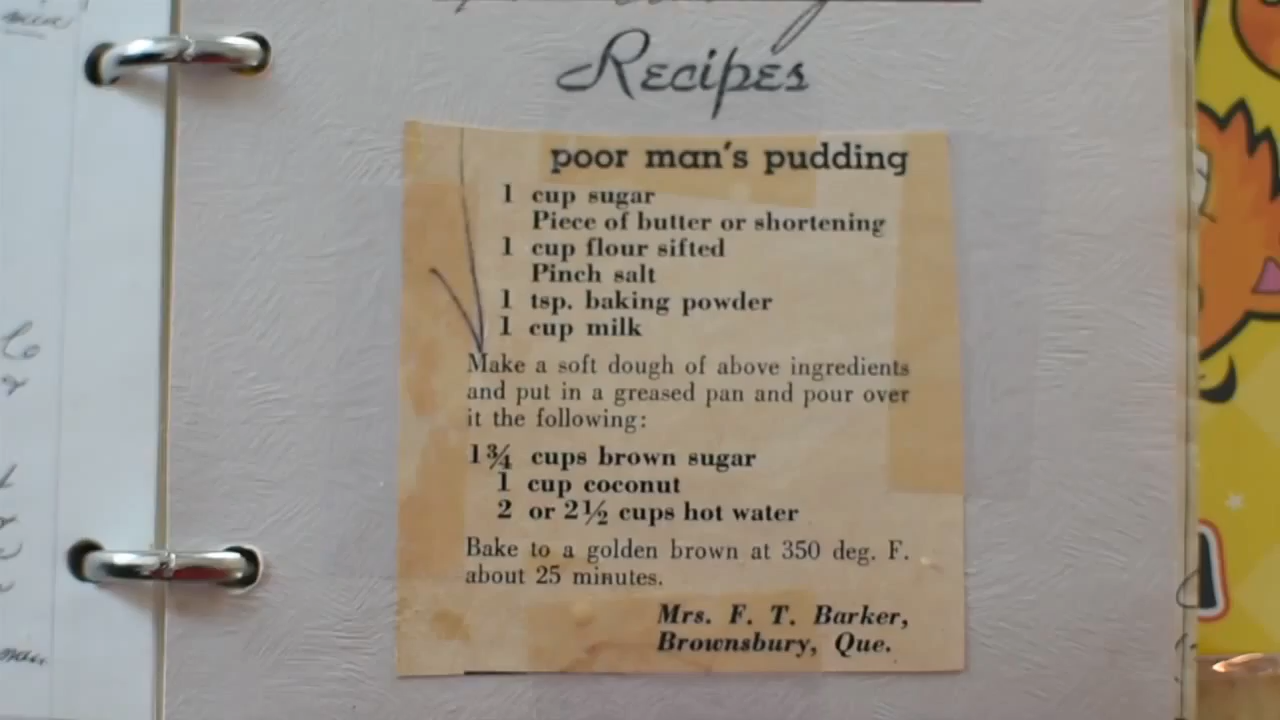 Recipes
poor man's pudding
1 cup sugar
Piece of butter or shortening
1 cup flour sifted
Pinch salt
1 tsp. baking powder
1 cup milk
Make a soft dough of above ingredients
and put in a greased pan and pour over
it the following:
1¾ cups brown sugar
1 cup coconut
2 or 2½ cups hot water
Bake to a golden brown at 350 deg. F.
about 25 minutes.
Mrs. F. T. Barker,
Brownsbury, Que.